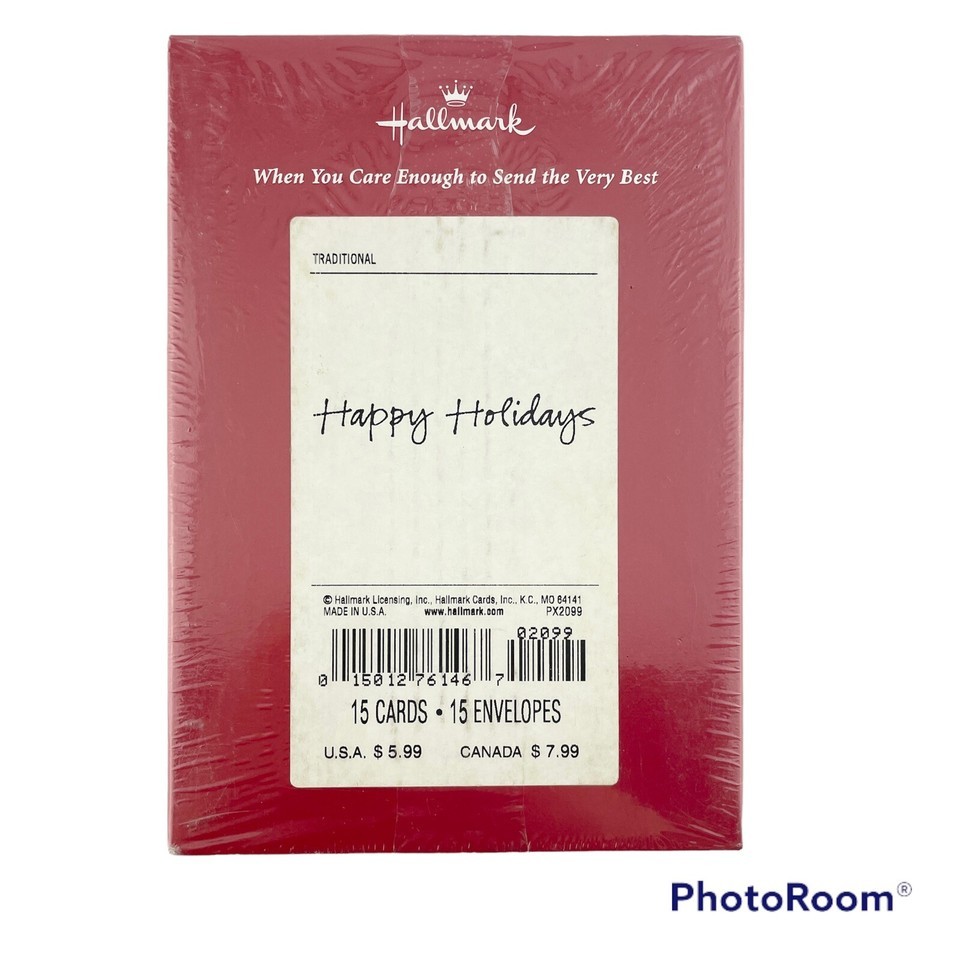 Hallmark
When You Care Enough to Send the Very Best
TRADITIONAL
Happy Holidays
© Hallmark Licensing, Inc., Hallmark Cards, Inc., K.C., MO 64141
MADE IN U.S.A. www.hallmark.com PX2099
02099
0 15012 76146 7
15 CARDS • 15 ENVELOPES
U.S.A. $ 5.99 CANADA $ 7.99
PhotoRoom®